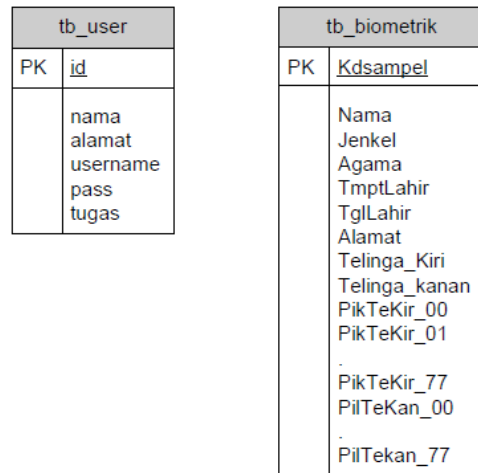 tb_user
PK id
nama
alamat
username
pass
tugas
tb_biometrik
PK Kdsampel
Nama
Jenkel
Agama
TmptLahir
TglLahir
Alamat
Telinga_Kiri
Telinga_kanan
PikTeKir_00
PikTeKir_01
.
PikTeKir_77
PilTeKan_00
.
PilTekan_77